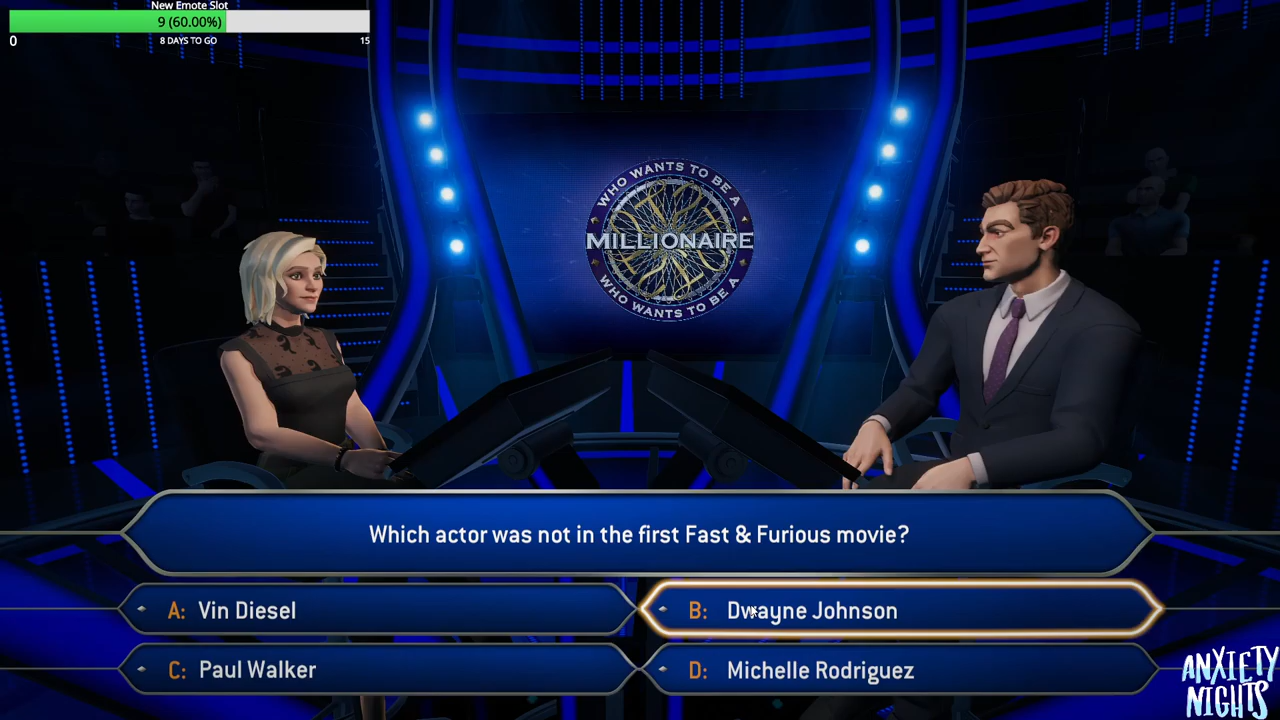 New Emote Slot
9 (60.00%)
0
8 DAYS TO GO
15
WHO WANTS TO BE A
MILLIONAIRE
WHO WANTS TO BE A
Which actor was not in the first Fast & Furious movie?
A: Vin Diesel
B: Dwayne Johnson
C: Paul Walker
D: Michelle Rodriguez
ANXIETY
NIGHTS